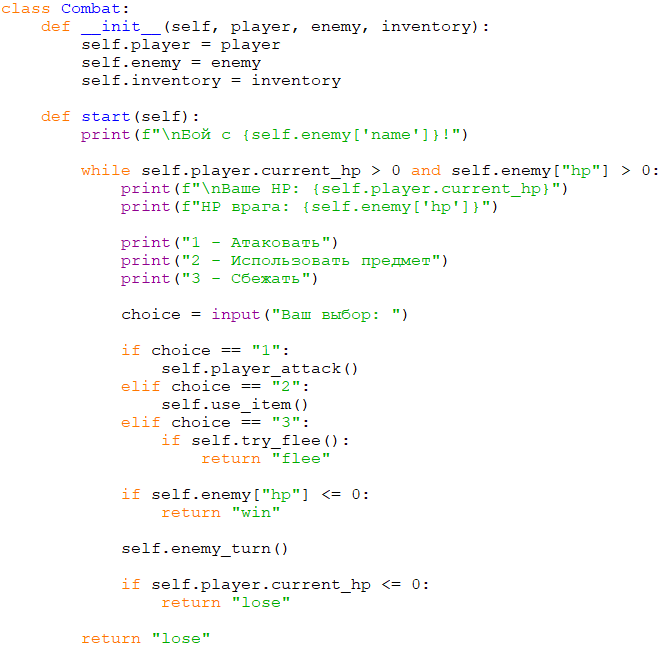 class Combat:
    def __init__(self, player, enemy, inventory):
        self.player = player
        self.enemy = enemy
        self.inventory = inventory

    def start(self):
        print(f"\nБой с {self.enemy['name']}!")

        while self.player.current_hp > 0 and self.enemy["hp"] > 0:
            print(f"\nВаше HP: {self.player.current_hp}")
            print(f"HP врага: {self.enemy['hp']}")

            print("1 - Атаковать")
            print("2 - Использовать предмет")
            print("3 - Сбежать")

            choice = input("Ваш выбор: ")

            if choice == "1":
                self.player_attack()
            elif choice == "2":
                self.use_item()
            elif choice == "3":
                if self.try_flee():
                    return "flee"

            if self.enemy["hp"] <= 0:
                return "win"

            self.enemy_turn()

            if self.player.current_hp <= 0:
                return "lose"

        return "lose"